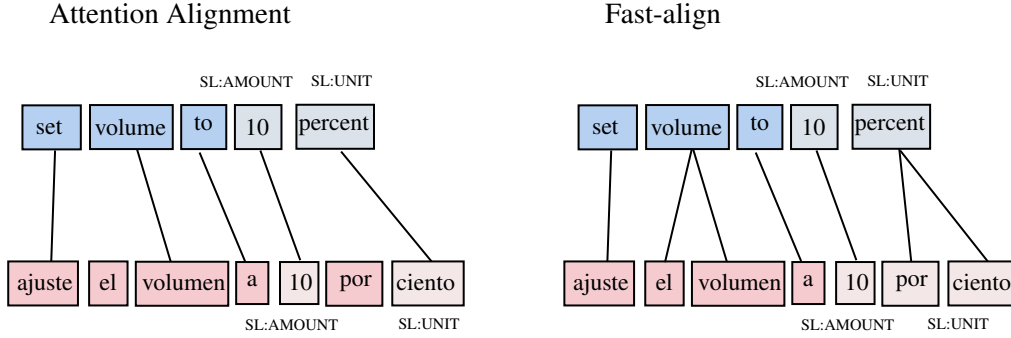 Attention Alignment
SL:AMOUNT SL:UNIT
set volume to 10 percent
ajuste el volumen a 10 por ciento
SL:AMOUNT SL:UNIT
Fast-align
SL:AMOUNT SL:UNIT
set volume to 10 percent
ajuste el volumen a 10 por ciento
SL:AMOUNT SL:UNIT